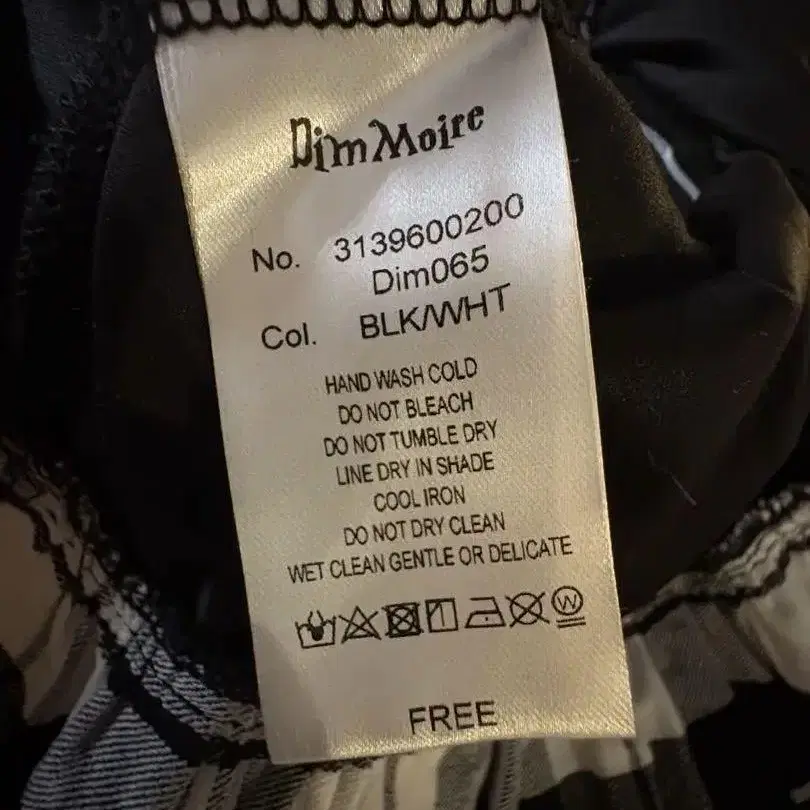 Dim Moire
No. 3139600200
Dim065
Col. BLK/WHT
HAND WASH COLD
DO NOT BLEACH
DO NOT TUMBLE DRY
LINE DRY IN SHADE
COOL IRON
DO NOT DRY CLEAN
WET CLEAN GENTLE OR DELICATE
W
FREE